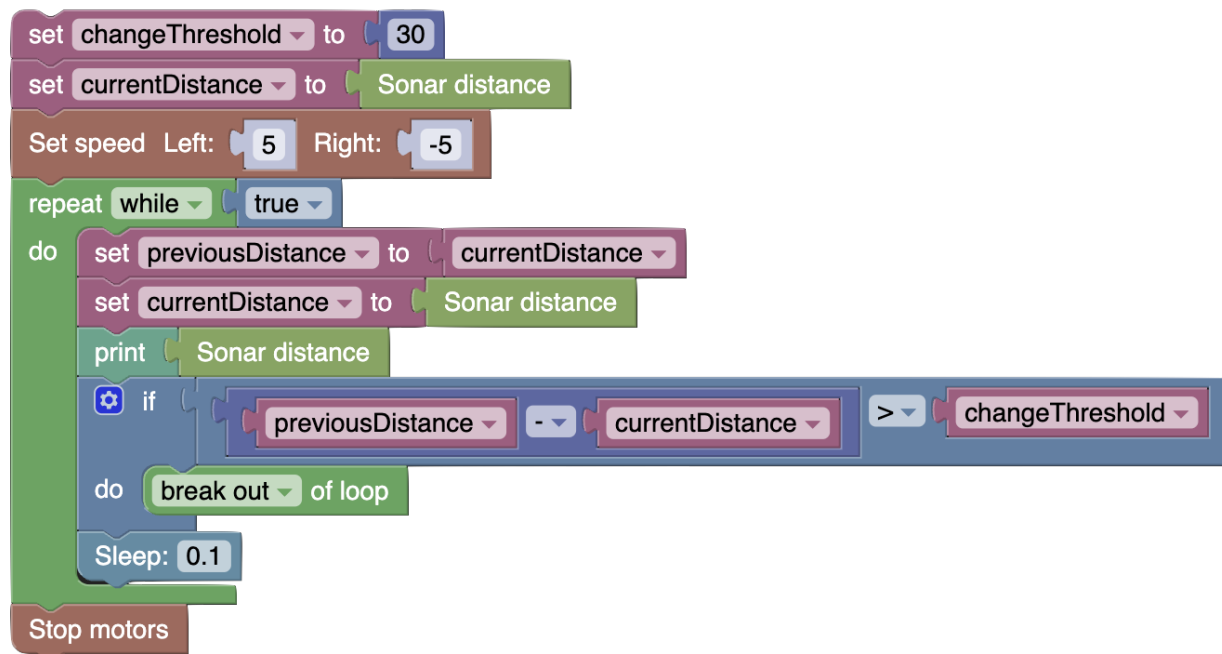 set changeThreshold to 30
set currentDistance to Sonar distance
Set speed Left: 5 Right: -5
repeat while true
do set previousDistance to currentDistance
set currentDistance to Sonar distance
print Sonar distance
if previousDistance - currentDistance > changeThreshold
do break out of loop
Sleep: 0.1
Stop motors